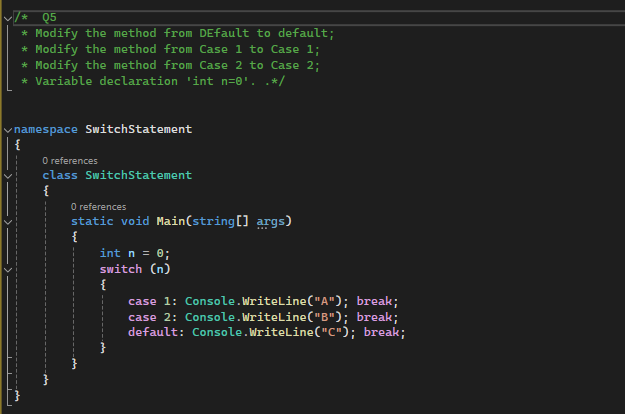 /*  Q5
 * Modify the method from DEfault to default;
 * Modify the method from Case 1 to Case 1;
 * Modify the method from Case 2 to Case 2;
 * Variable declaration 'int n=0'. .*/
namespace SwitchStatement
{
    0 references
    class SwitchStatement
    {
        0 references
        static void Main(string[] args)
        {
            int n = 0;
            switch (n)
            {
                case 1: Console.WriteLine("A"); break;
                case 2: Console.WriteLine("B"); break;
                default: Console.WriteLine("C"); break;
            }
        }
    }
}